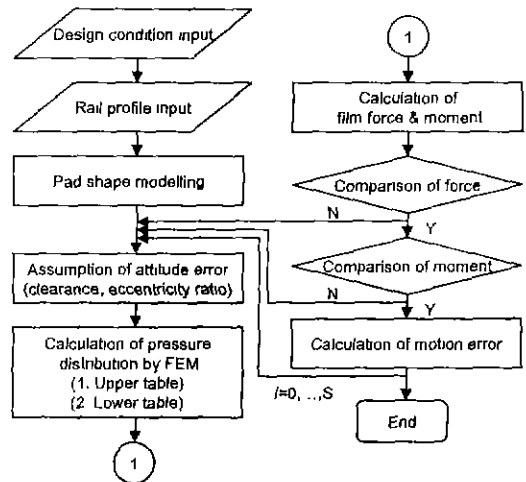 Design condition input
Rail profile input
Pad shape modelling
Assumption of attitude error
(clearance, eccentricity ratio)
Calculation of pressure
distribution by FEM
(1. Upper table)
(2 Lower table)
1
1
Calculation of
film force & moment
Comparison of force
N
Y
Comparison of moment
N
Y
Calculation of motion error
i=0, ..,S
End